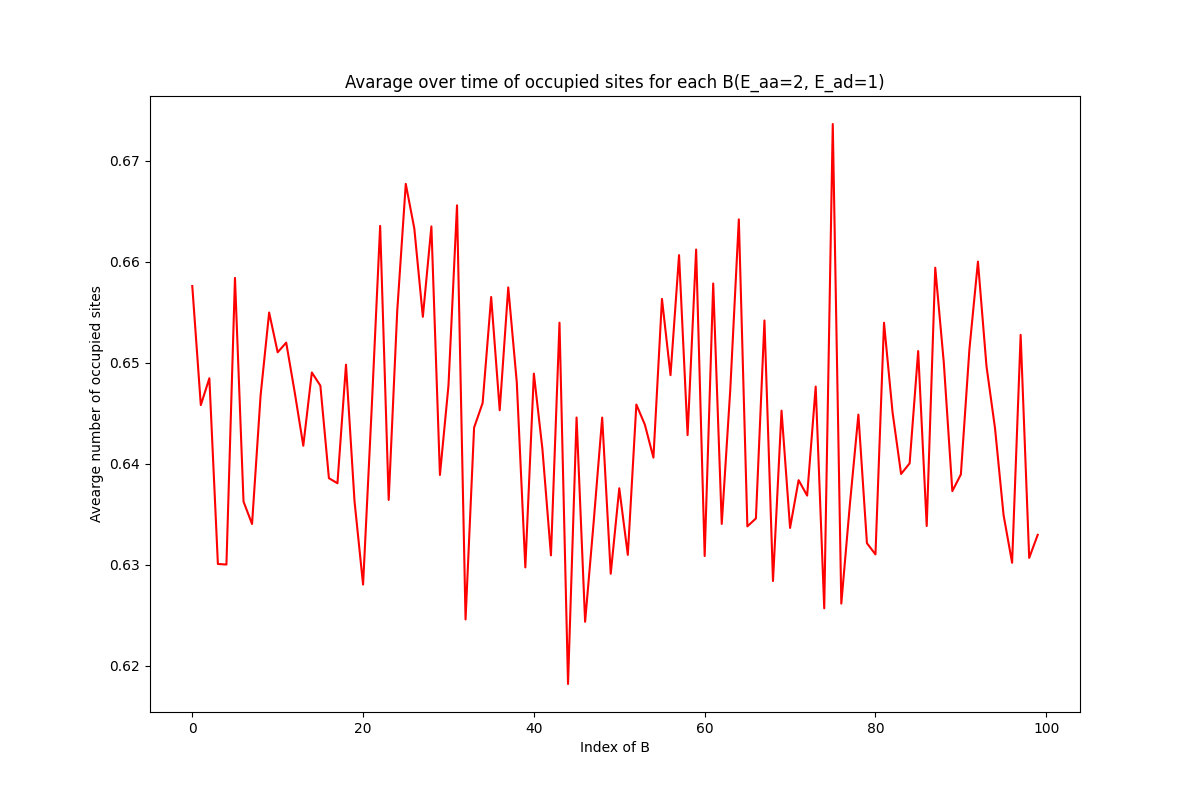 Avarage over time of occupied sites for each B(E_aa=2, E_ad=1)
Avearge number of occupied sites
0.67
0.66
0.65
0.64
0.63
0.62
0 20 40 60 80 100
Index of B